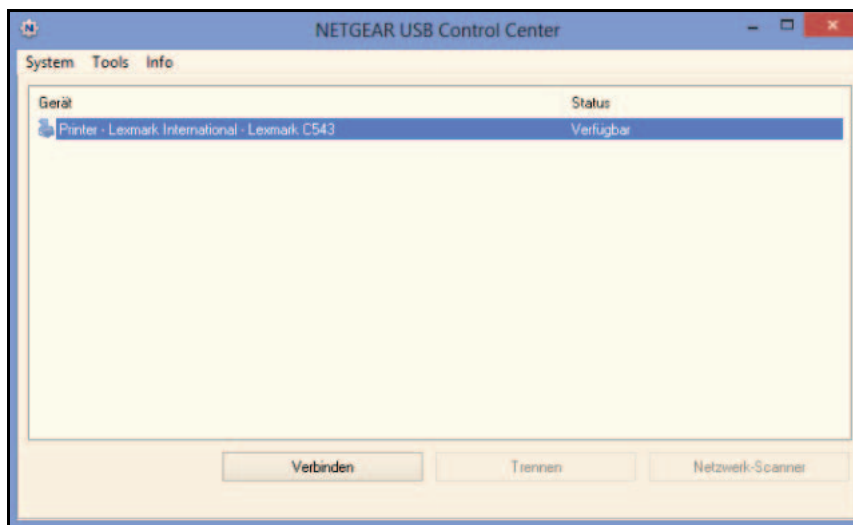 NETGEAR USB Control Center
System Tools Info
Gerät Status
Printer - Lexmark International - Lexmark C543 Verfügbar
Verbinden Trennen Netzwerk-Scanner